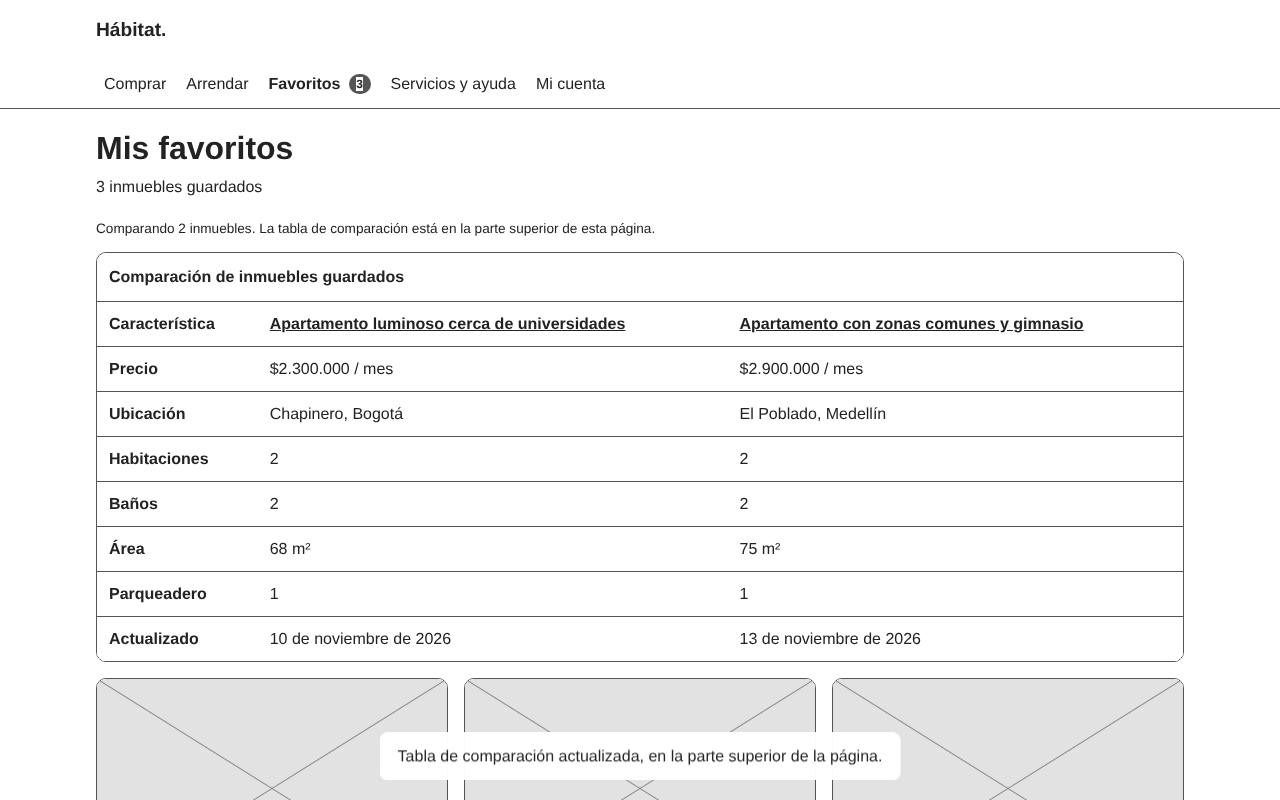 Hábitat.
Comprar Arrendar Favoritos 3 Servicios y ayuda Mi cuenta
Mis favoritos
3 inmuebles guardados
Comparando 2 inmuebles. La tabla de comparación está en la parte superior de esta página.
Comparación de inmuebles guardados
Característica Apartamento luminoso cerca de universidades Apartamento con zonas comunes y gimnasio
Precio $2.300.000 / mes $2.900.000 / mes
Ubicación Chapinero, Bogotá El Poblado, Medellín
Habitaciones 2 2
Baños 2 2
Área 68 m² 75 m²
Parqueadero 1 1
Actualizado 10 de noviembre de 2026 13 de noviembre de 2026
Tabla de comparación actualizada, en la parte superior de la página.